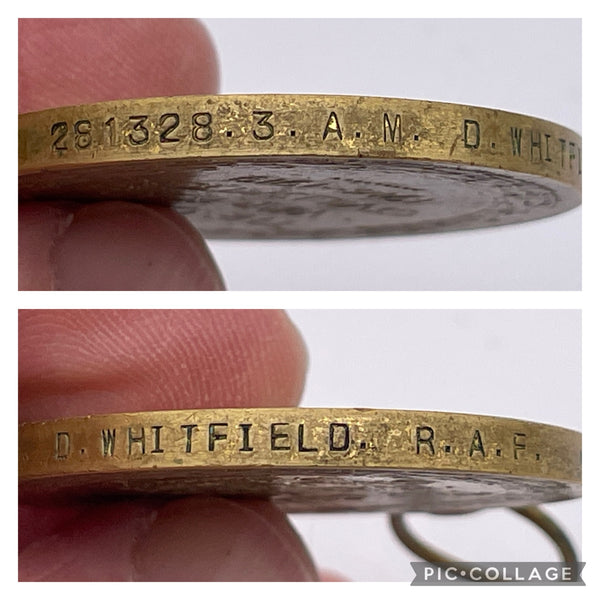 281328.3.A.M. D.WHITF
D.WHITFIELD. R.A.F.
PIC•COLLAGE